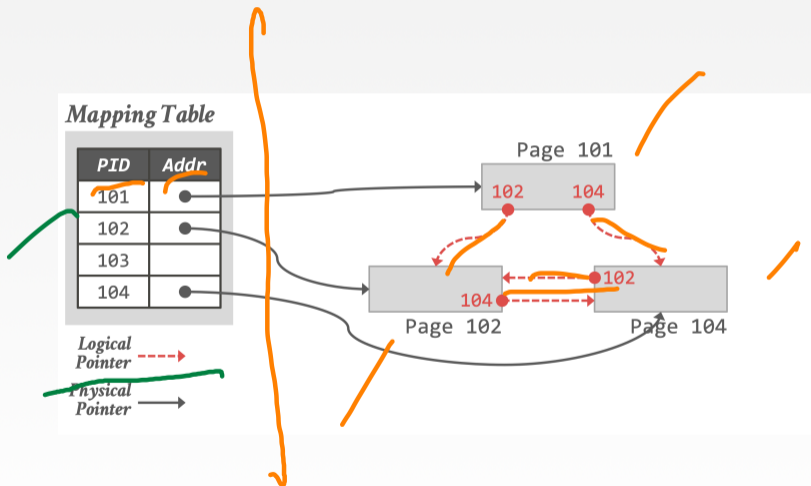 Mapping Table
PID Addr
101
102
103
104
Logical
Pointer
Physical
Pointer
Page 101
102 104
102
104
Page 102
Page 104